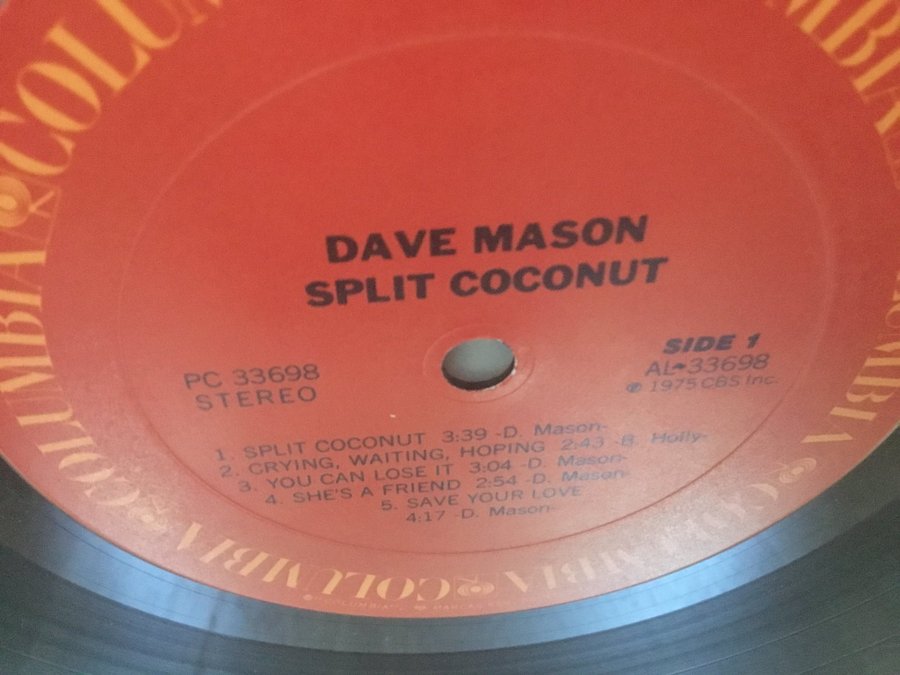 COLUMBIA
DAVE MASON
SPLIT COCONUT
SIDE 1
AL-33698
℗ 1975 CBS Inc.
PC 33698
STEREO
1. SPLIT COCONUT 3:39 -D. Mason-
2. CRYING, WAITING, HOPING 2:43 -B. Holly-
3. YOU CAN LOSE IT 3:04 -D. Mason-
4. SHE'S A FRIEND 2:54 -D. Mason-
5. SAVE YOUR LOVE
4:17 -D. Mason-
COLUMBIA COLUMBIA COLUMBIA COLUMBIA